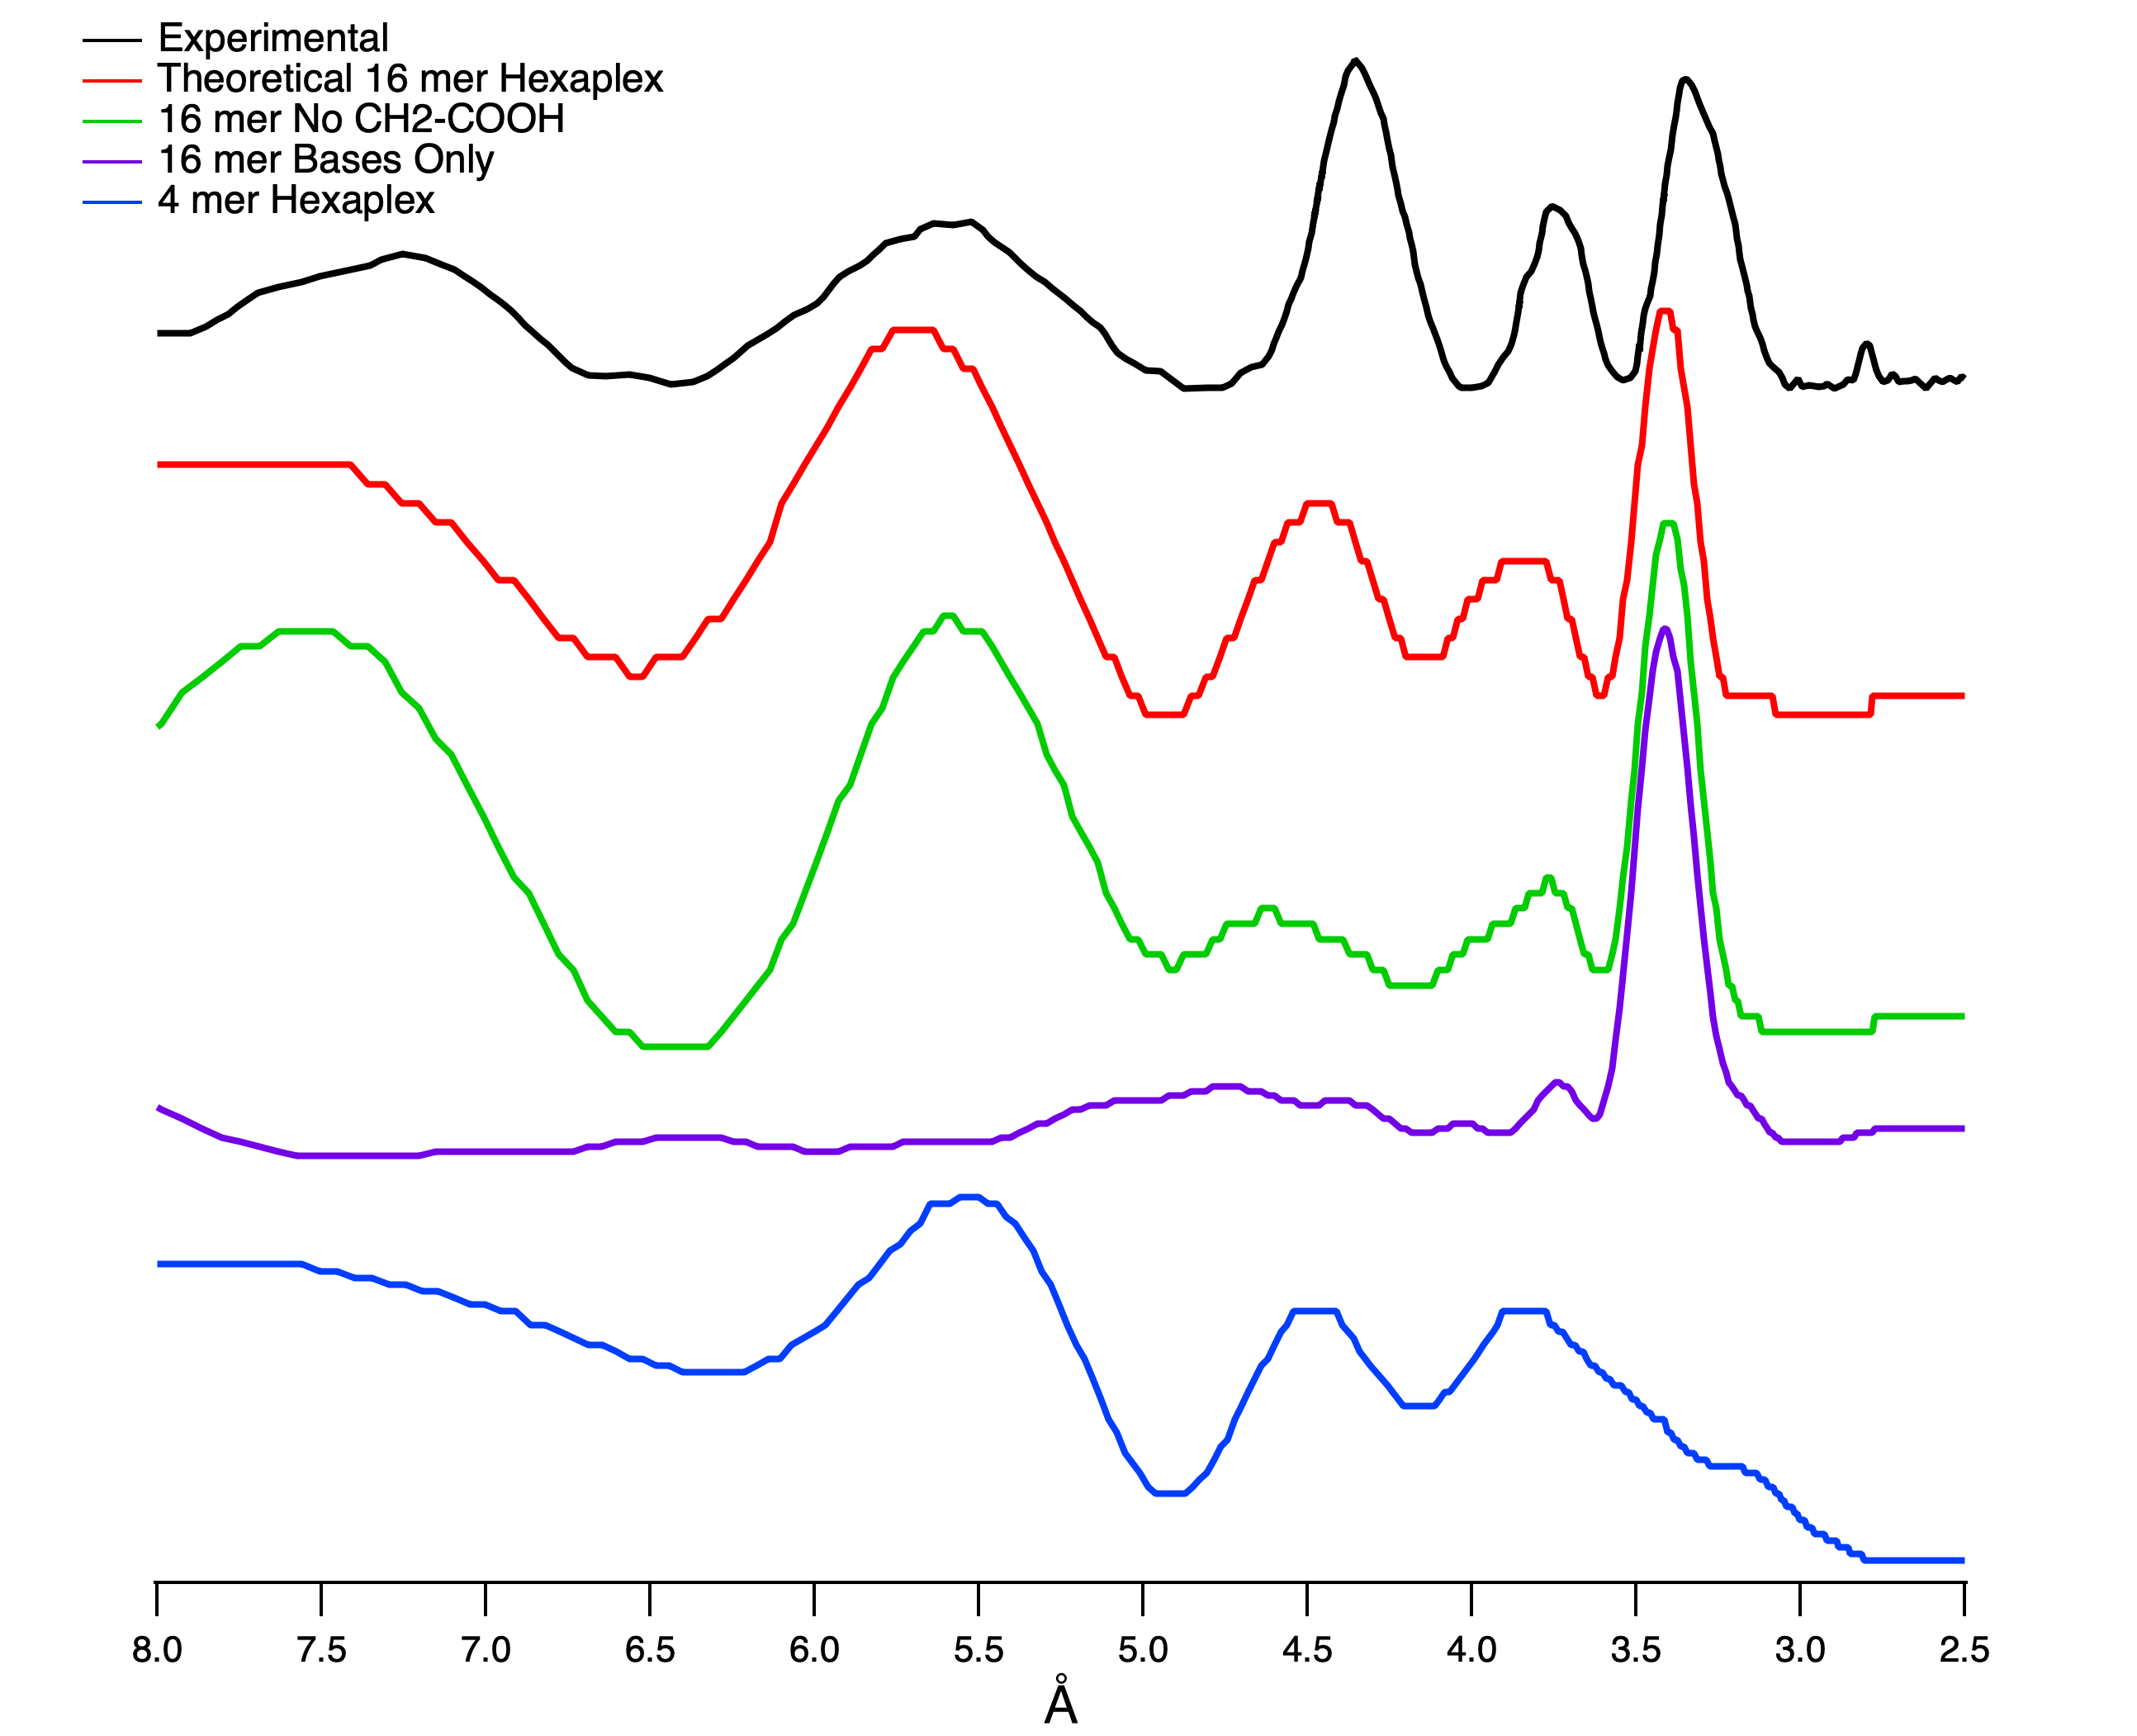 Experimental
Theoretical 16 mer Hexaplex
16 mer No CH2-COOH
16 mer Bases Only
4 mer Hexaplex
8.0 7.5 7.0 6.5 6.0 5.5 5.0 4.5 4.0 3.5 3.0 2.5
Å